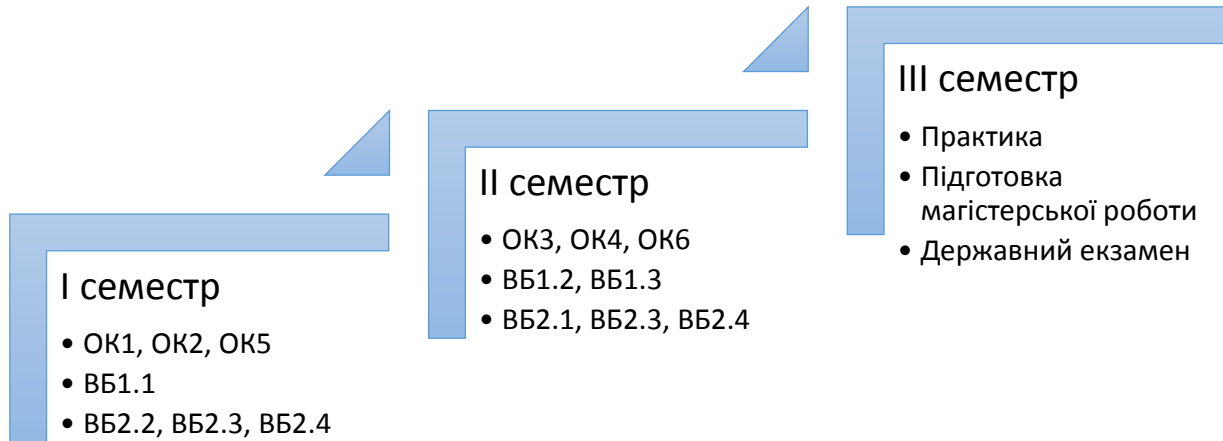 I семестр
• ОК1, ОК2, ОК5
• ВБ1.1
• ВБ2.2, ВБ2.3, ВБ2.4
II семестр
• ОК3, ОК4, ОК6
• ВБ1.2, ВБ1.3
• ВБ2.1, ВБ2.3, ВБ2.4
III семестр
• Практика
• Підготовка
магістерської роботи
• Державний екзамен